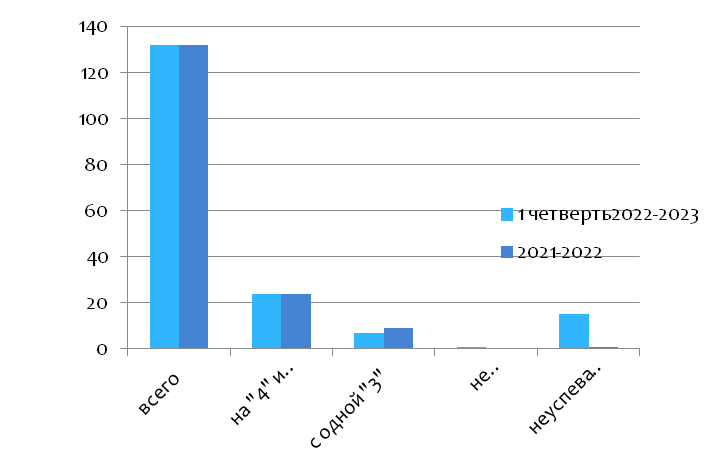 140
120
100
80
60
40
20
0
1 четверть2022-2023
2021-2022
всего
на "4" и..
с одной "3"
не..
неуспева..